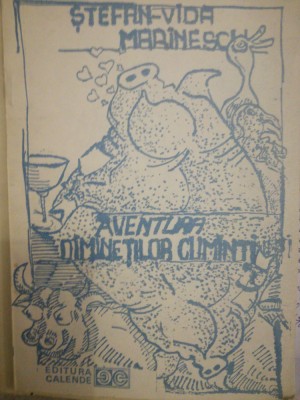 ȘTEFAN-VIDA
MARINESCU
AVENTURA
DIMINEȚILOR CUMINȚI
EDITURA
CALENDE